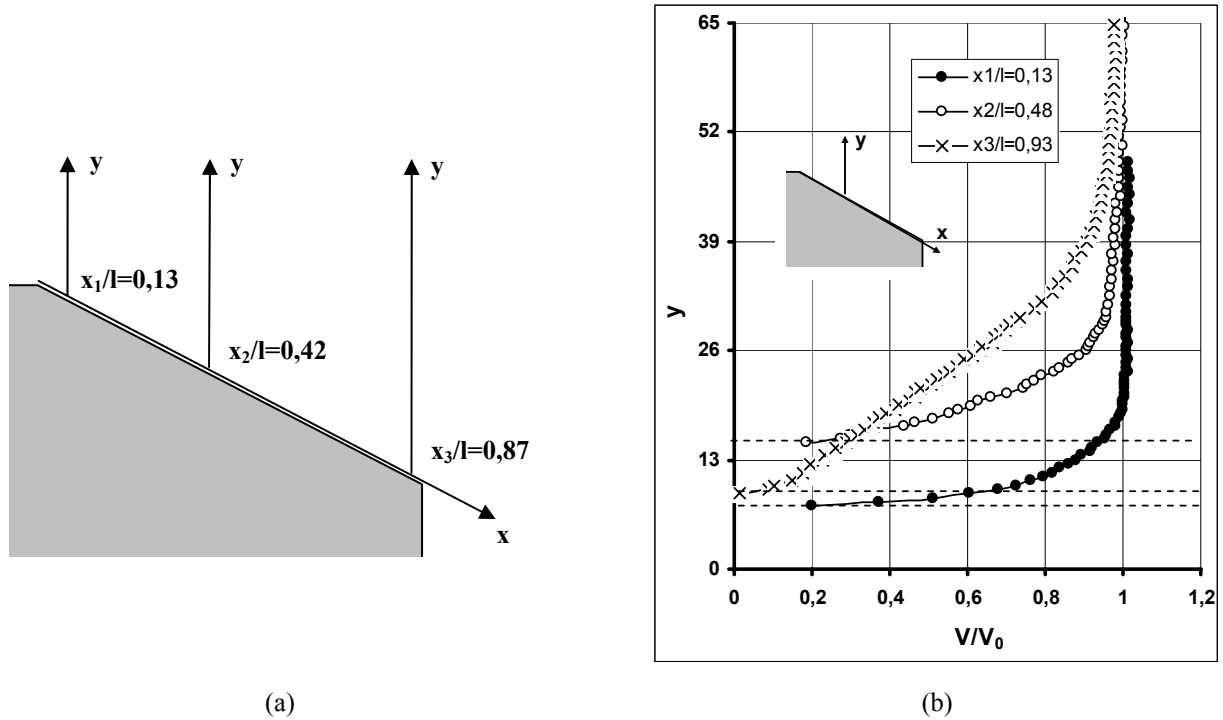 y
y
y
x1/l=0,13
x2/l=0,42
x3/l=0,87
x
(a)
65
52
39
26
13
0
y
x1/l=0,13
x2/l=0,48
x3/l=0,93
y
x
0
0,2
0,4
0,6
0,8
1
1,2
V/V0
(b)